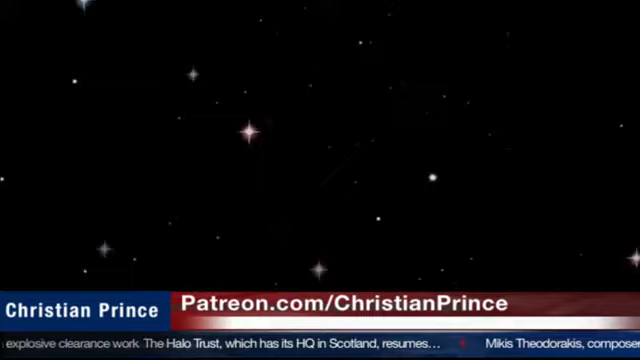 Christian Prince
Patreon.com/ChristianPrince
explosive clearance work The Halo Trust, which has its HQ in Scotland, resumes… Mikis Theodorakis, compose